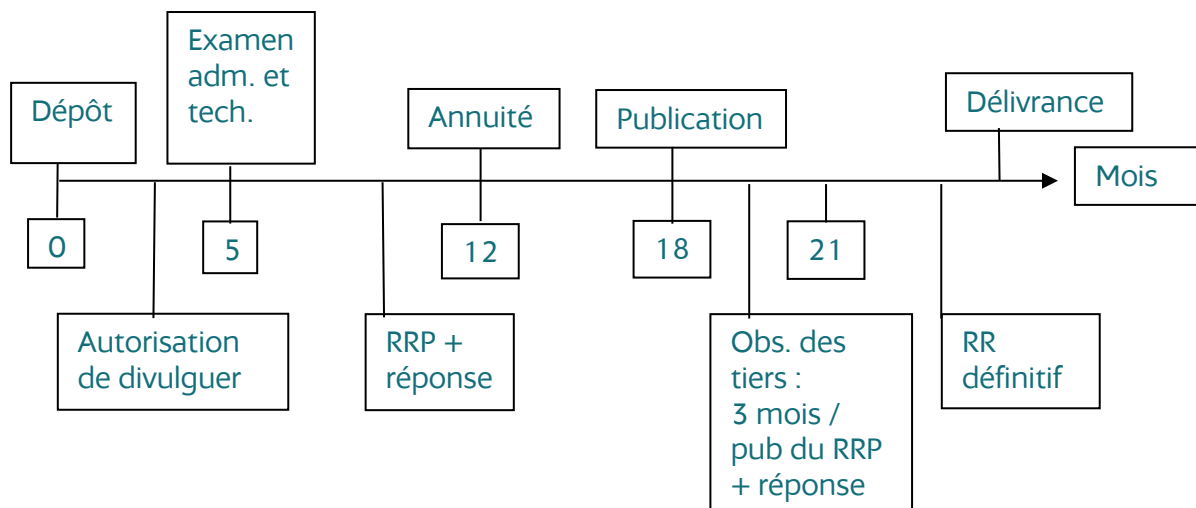 Examen
adm. et
tech.
Dépôt
Annuité
Publication
Délivrance
Mois
0
5
12
18
21
Autorisation
de divulguer
RRP +
réponse
Obs. des
tiers :
3 mois /
pub du RRP
+ réponse
RR
définitif